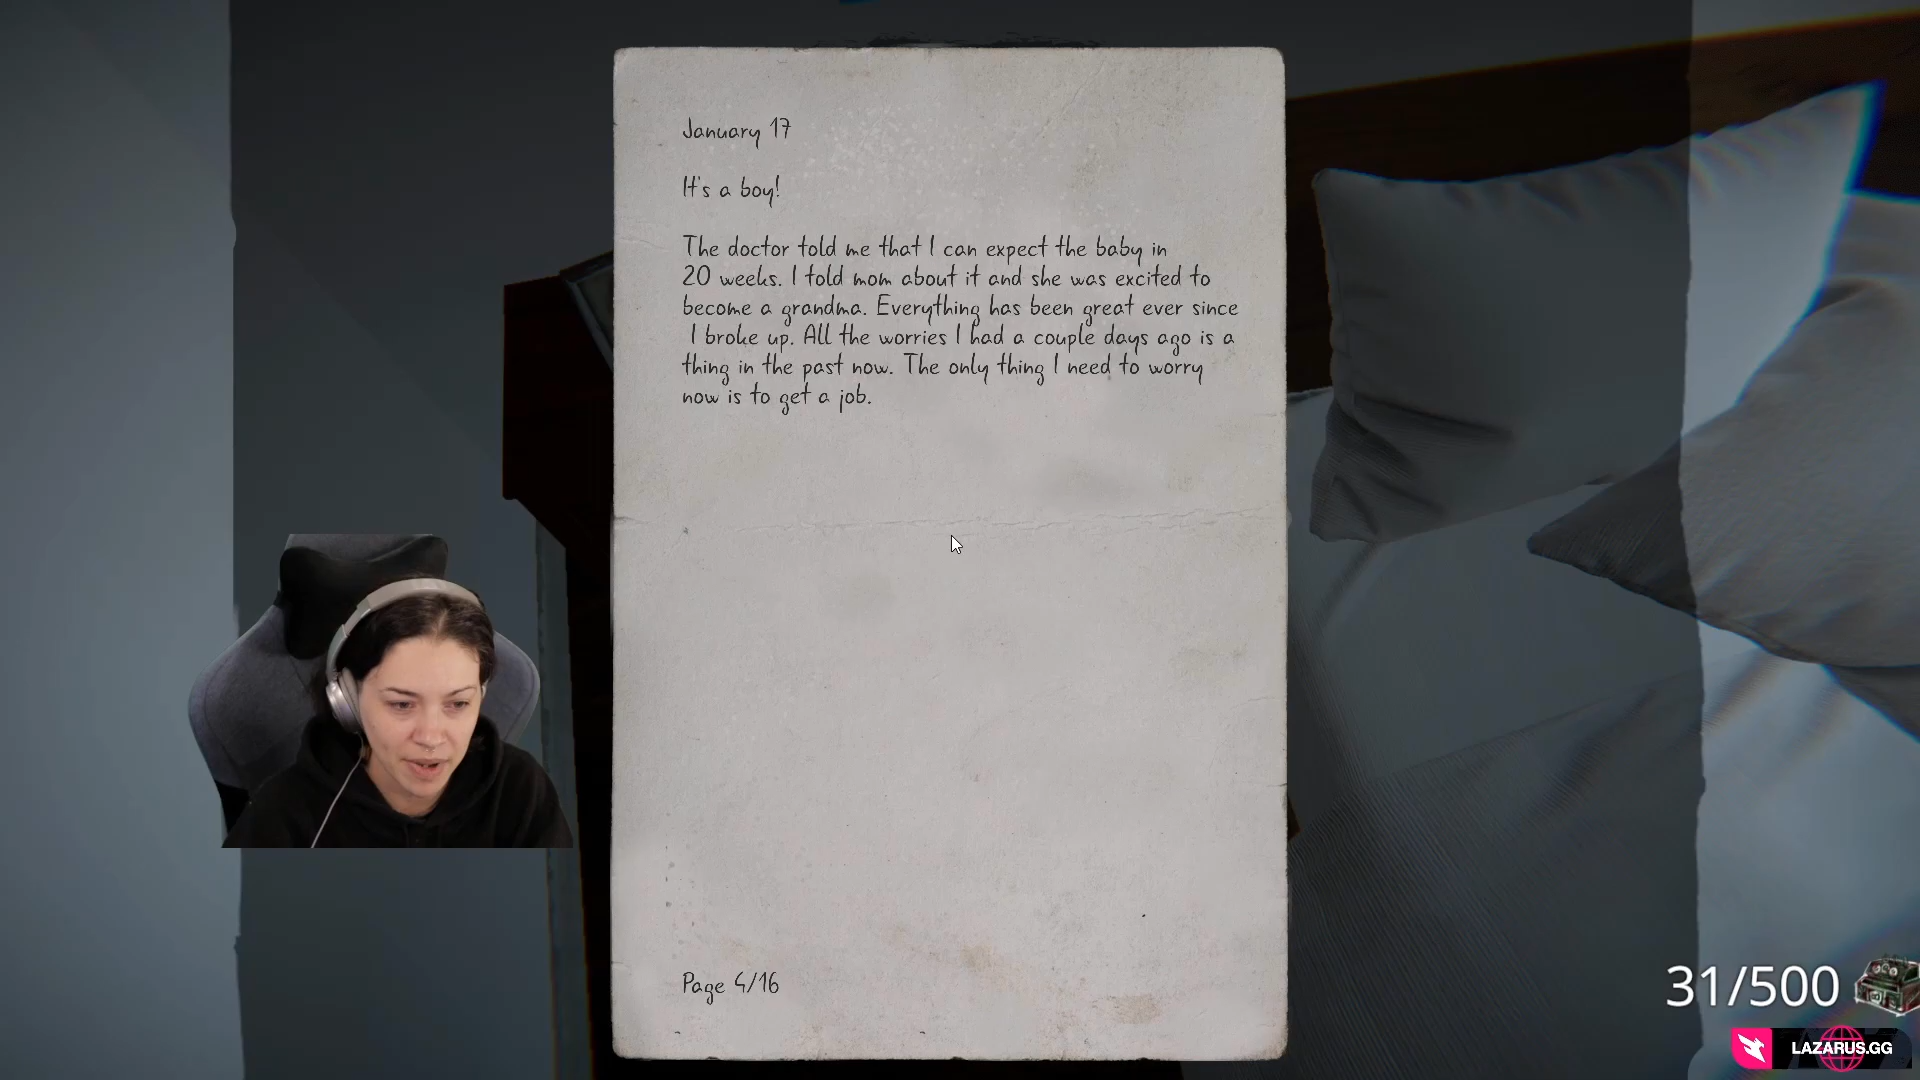 January 17
It's a boy!
The doctor told me that I can expect the baby in
20 weeks. I told mom about it and she was excited to
become a grandma. Everything has been great ever since
I broke up. All the worries I had a couple days ago is a
thing in the past now. The only thing I need to worry
now is to get a job.
Page 4/16
31/500
LAZARUS.GG